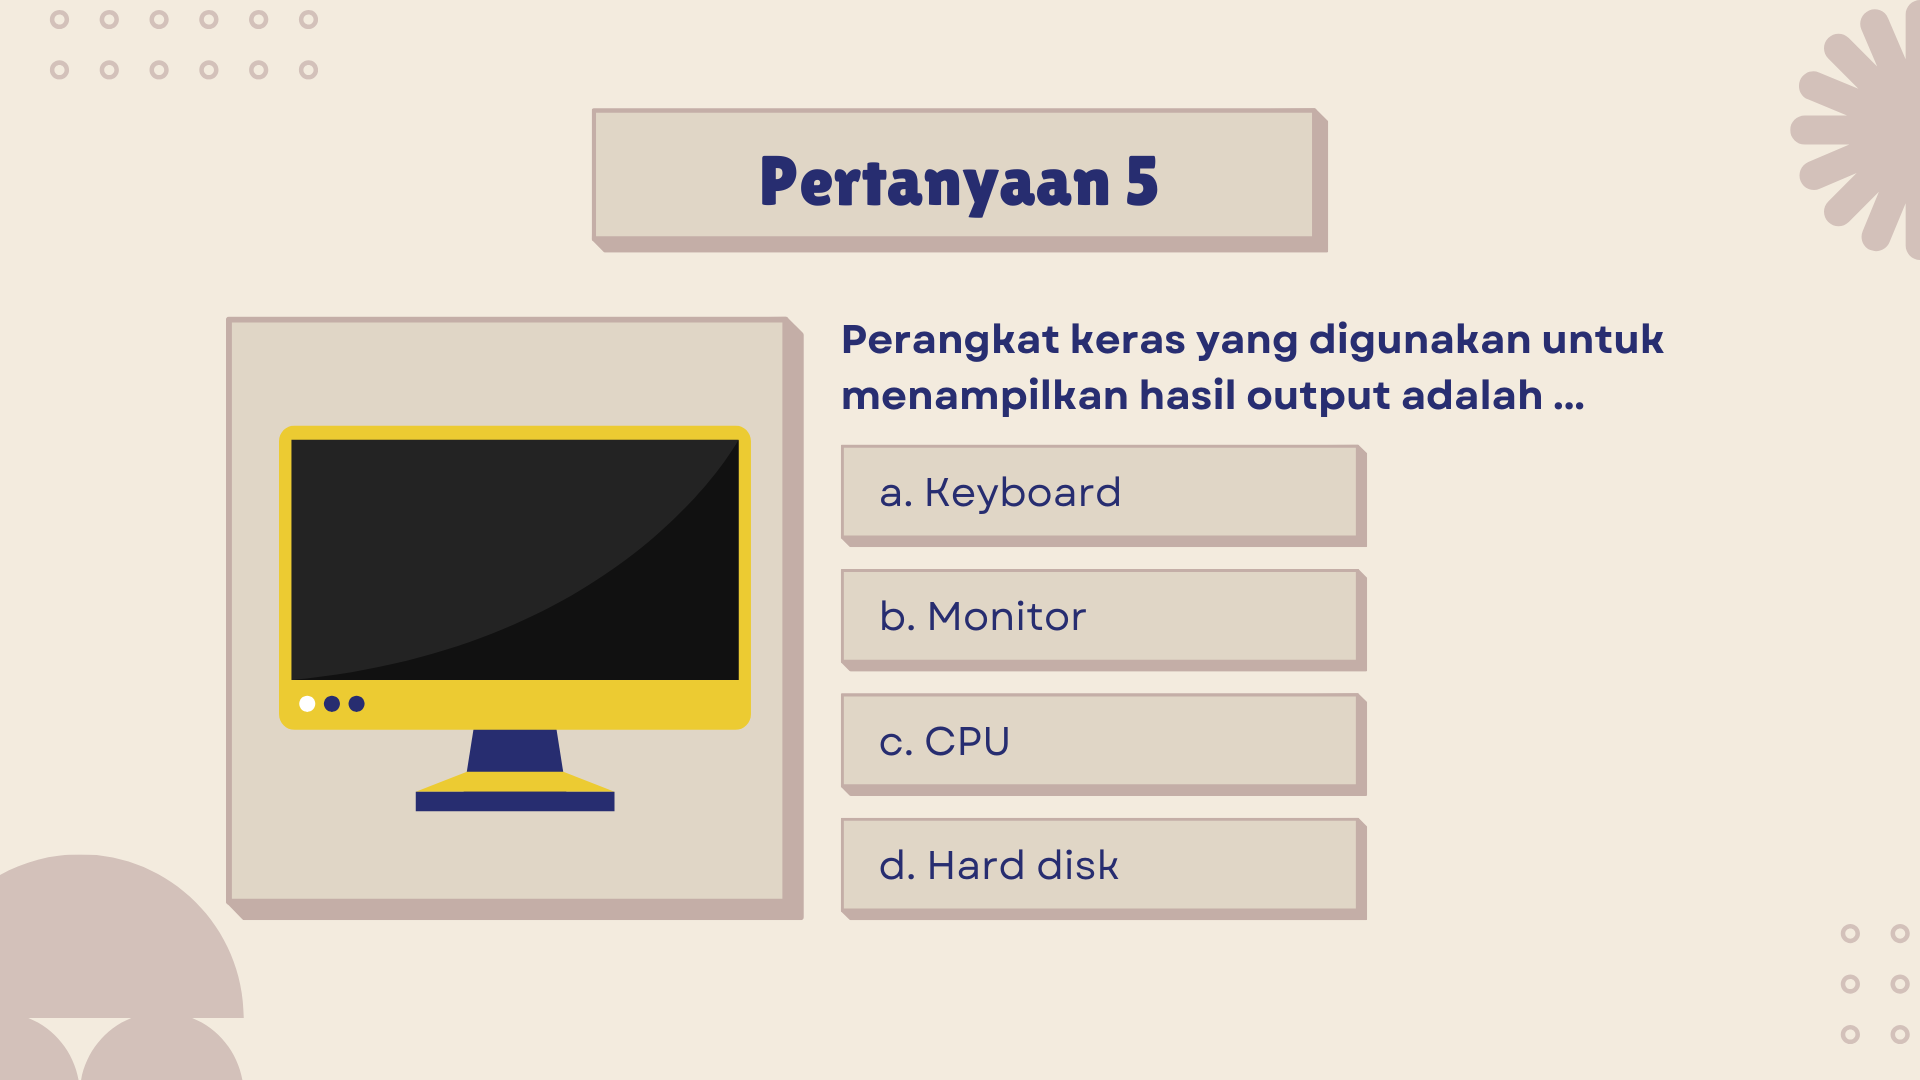 Pertanyaan 5
Perangkat keras yang digunakan untuk
menampilkan hasil output adalah ...
a. Keyboard
b. Monitor
c. CPU
d. Hard disk